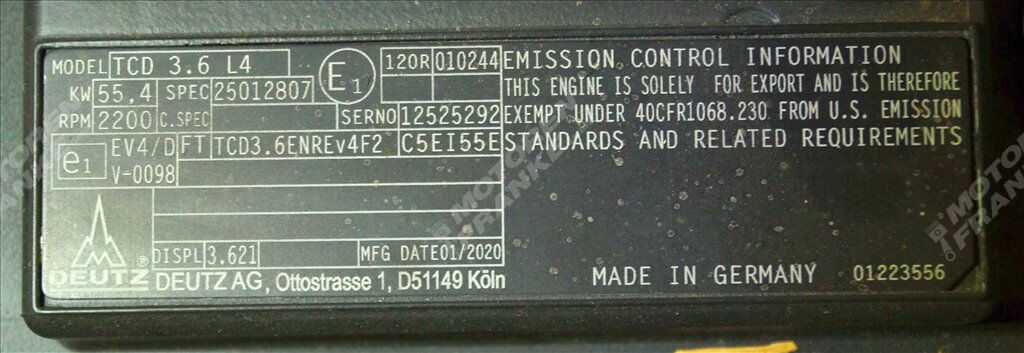 MODEL TCD 3.6 L4
KW 55,4 SPEC 25012807
RPM 2200 C.SPEC
E1
120R 010244
SERNO 12525292
e1 EV4/D V-0098
FT TCD3.6ENREv4F2 C5EI55E
DISPL 3.621 MFG DATE 01/2020
DEUTZ®
DEUTZ AG, Ottostrasse 1, D51149 Köln
EMISSION CONTROL INFORMATION
THIS ENGINE IS SOLELY FOR EXPORT AND IS THEREFORE
EXEMPT UNDER 40CFR1068.230 FROM U.S. EMISSION
STANDARDS AND RELATED REQUIREMENTS
MADE IN GERMANY 01223556
MOTOREN FRANKEN